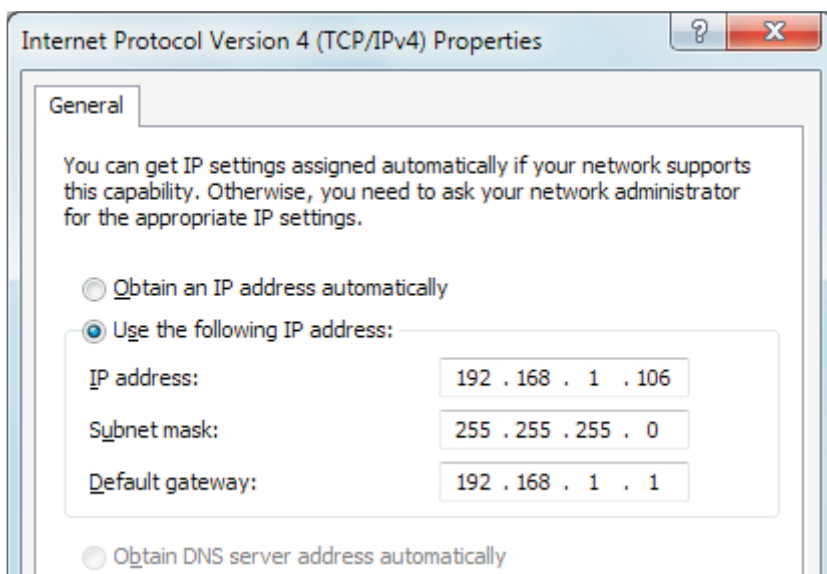 Internet Protocol Version 4 (TCP/IPv4) Properties
?
X
General
You can get IP settings assigned automatically if your network supports
this capability. Otherwise, you need to ask your network administrator
for the appropriate IP settings.
Obtain an IP address automatically
Use the following IP address:
IP address: 192 . 168 . 1 . 106
Subnet mask: 255 . 255 . 255 . 0
Default gateway: 192 . 168 . 1 . 1
Obtain DNS server address automatically